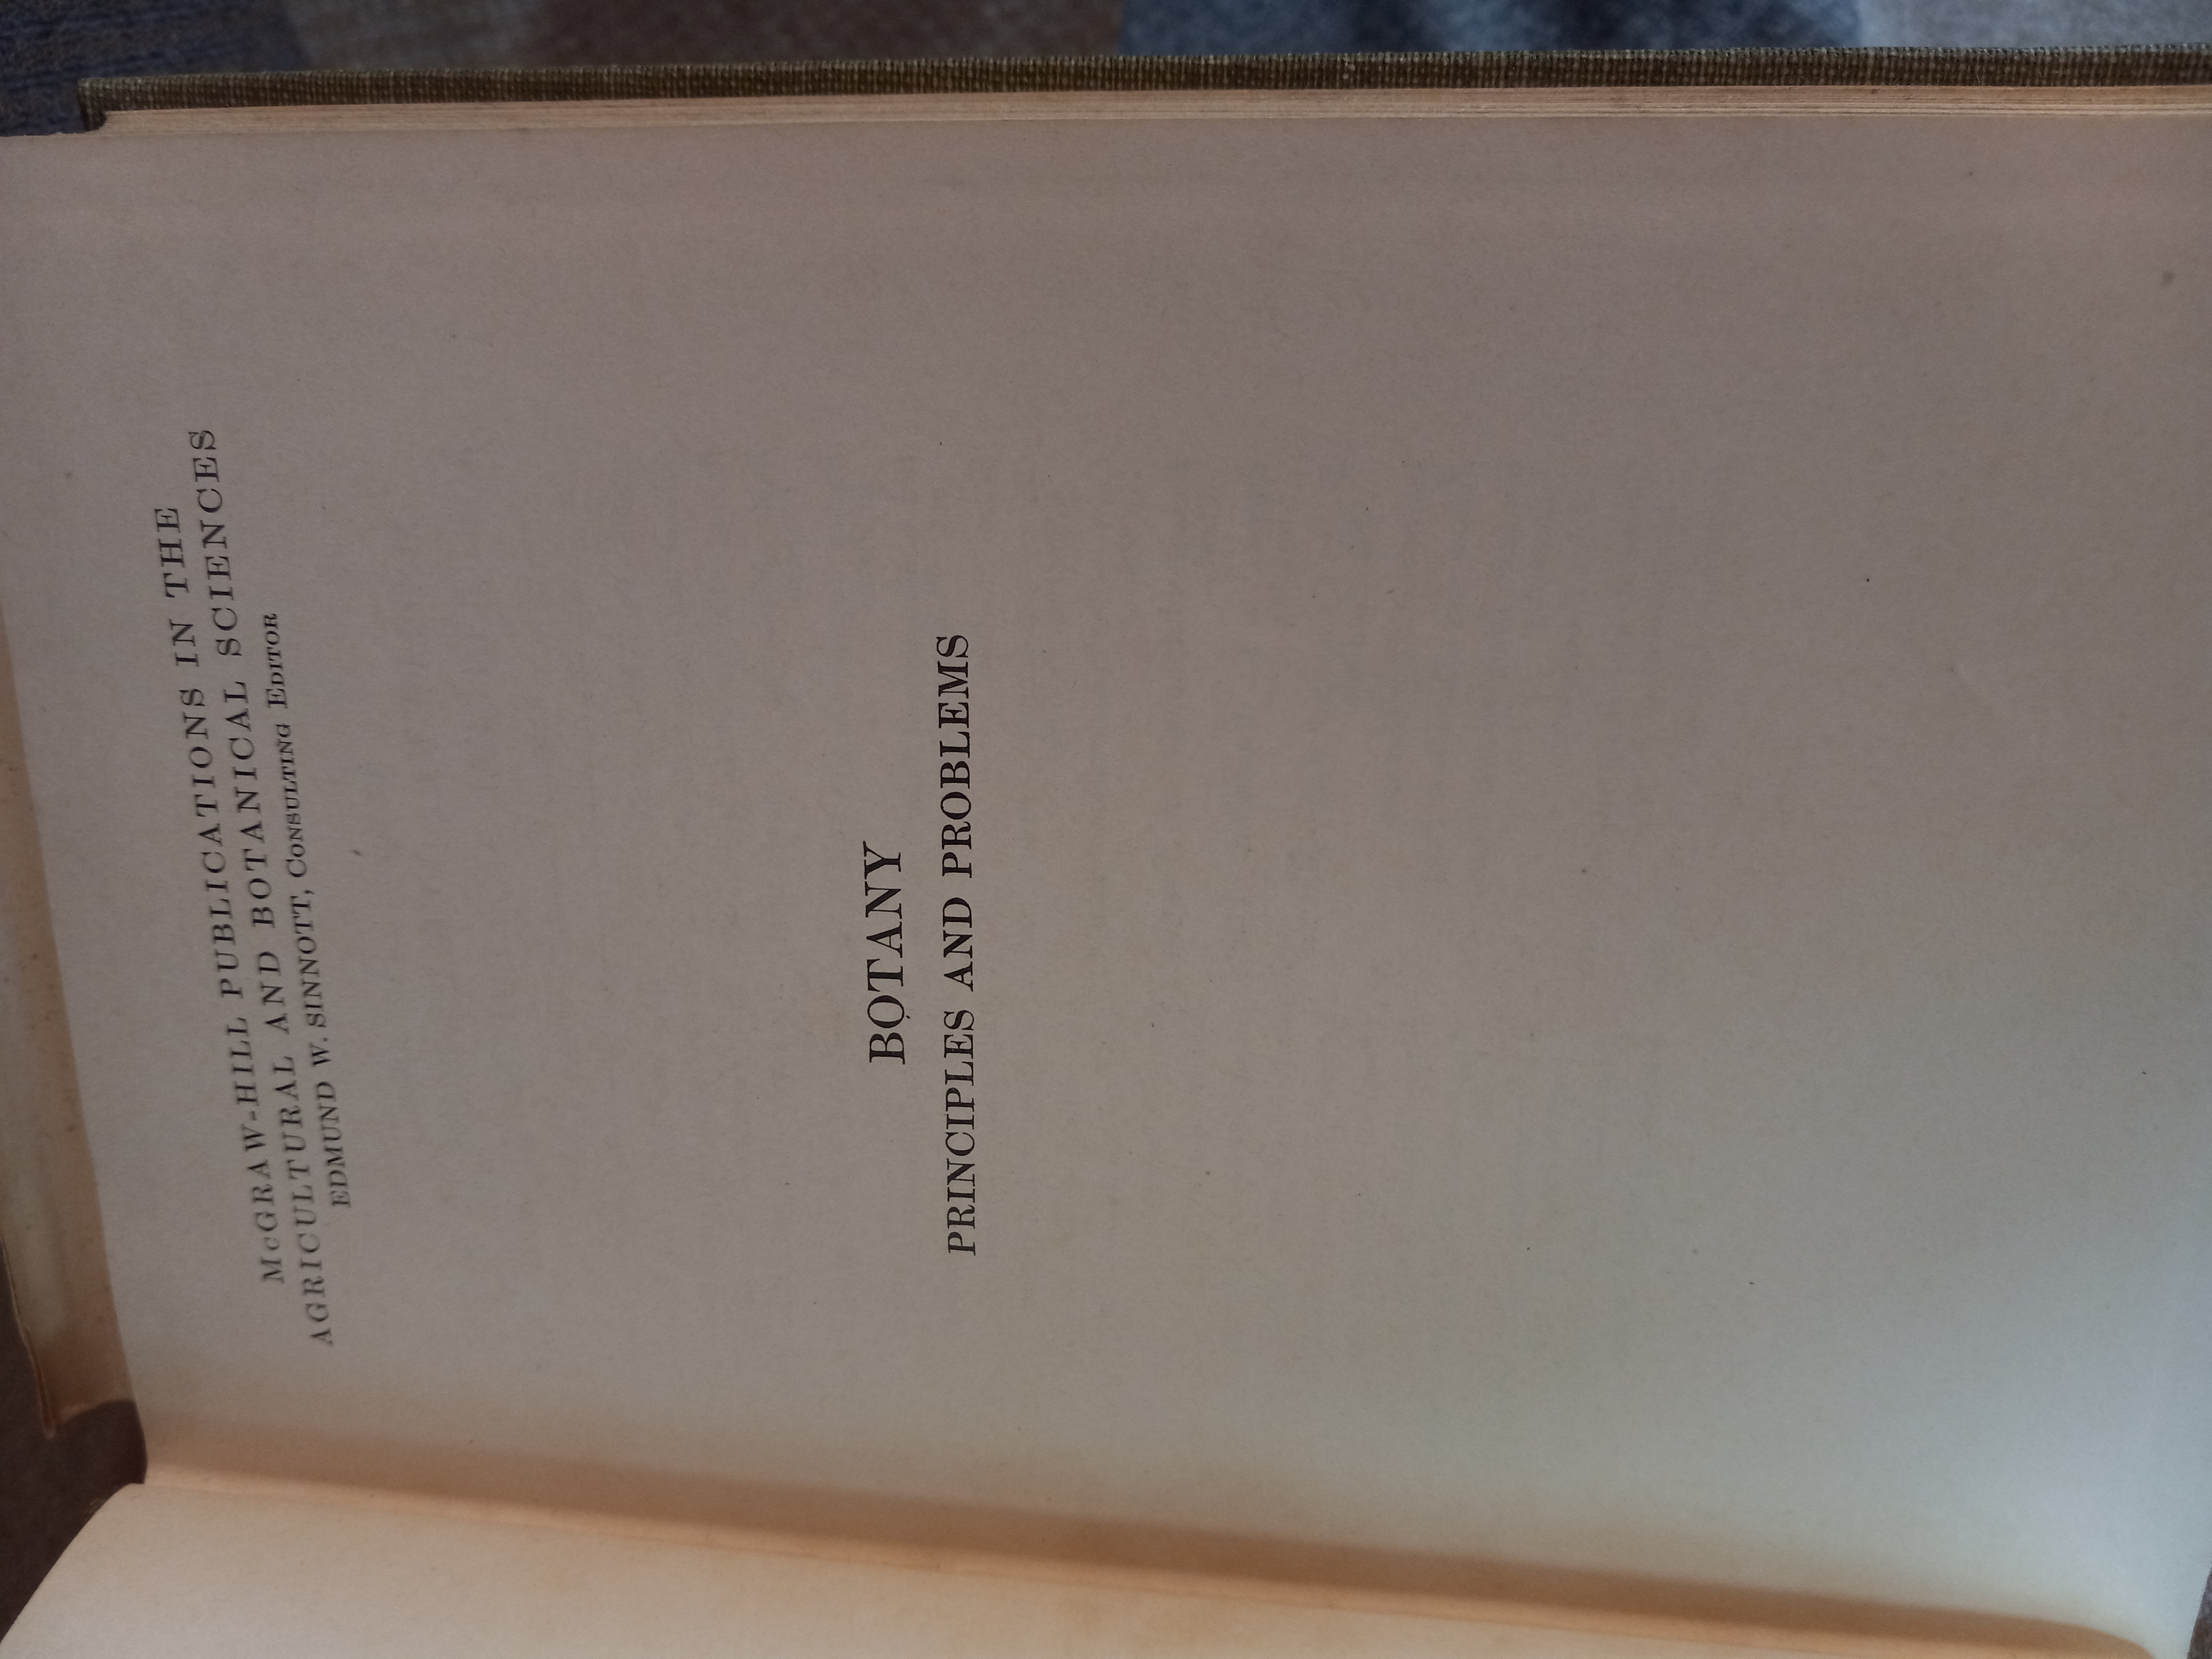 McGRAW-HILL PUBLICATIONS IN THE
AGRICULTURAL AND BOTANICAL SCIENCES
EDMUND W. SINNOTT, CONSULTING EDITOR
BOTANY
PRINCIPLES AND PROBLEMS